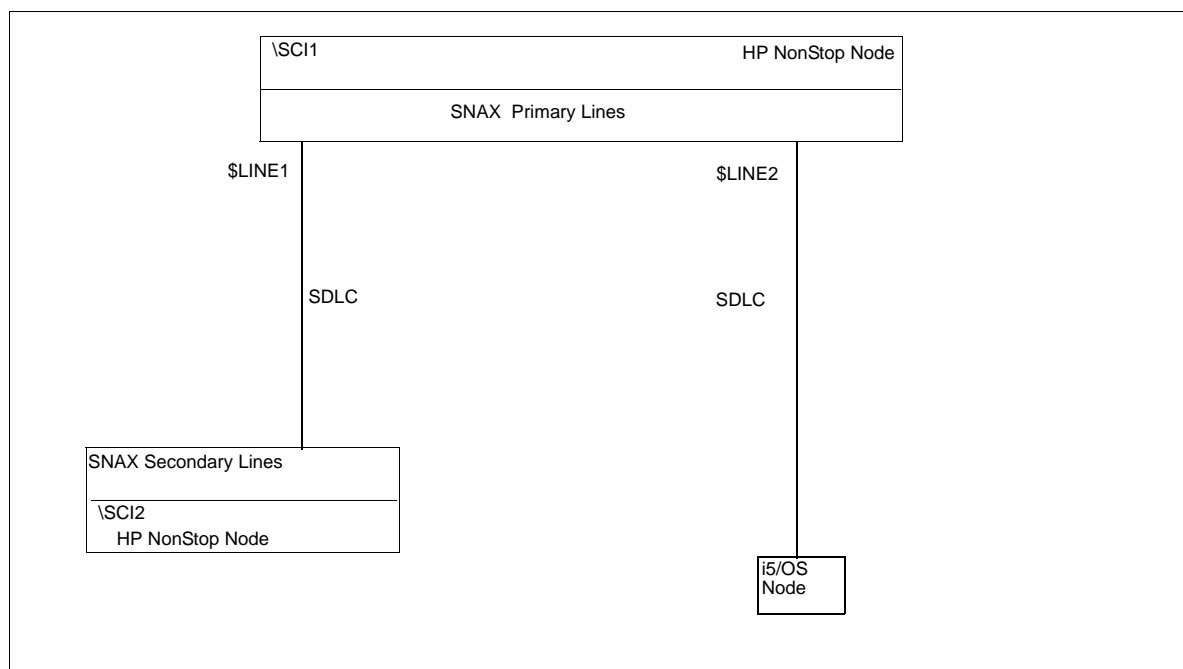 \SCI1
HP NonStop Node
SNAX Primary Lines
$LINE1
$LINE2
SDLC
SDLC
SNAX Secondary Lines
\SCI2
HP NonStop Node
i5/OS
Node